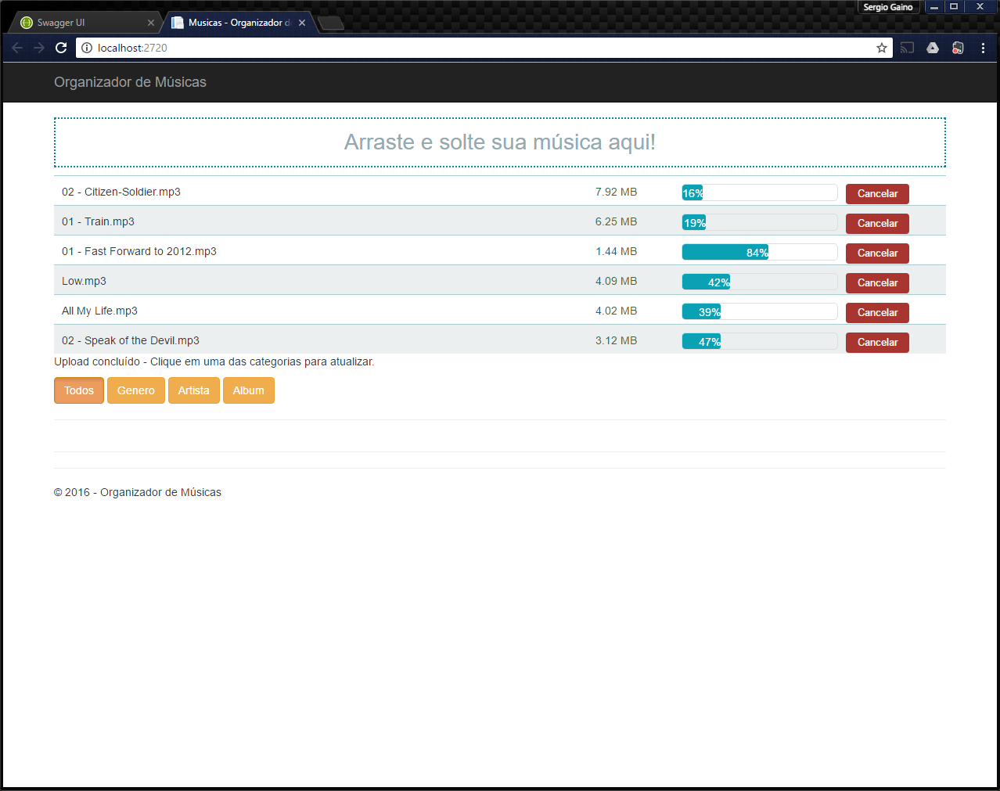 Sergio Gaino
Swagger UI
Musicas - Organizador d
localhost:2720
Organizador de Músicas
Arraste e solte sua música aqui!
02 - Citizen-Soldier.mp3 7.92 MB 16% Cancelar
01 - Train.mp3 6.25 MB 19% Cancelar
01 - Fast Forward to 2012.mp3 1.44 MB 84% Cancelar
Low.mp3 4.09 MB 42% Cancelar
All My Life.mp3 4.02 MB 39% Cancelar
02 - Speak of the Devil.mp3 3.12 MB 47% Cancelar
Upload concluído - Clique em uma das categorias para atualizar.
Todos Genero Artista Album
© 2016 - Organizador de Músicas